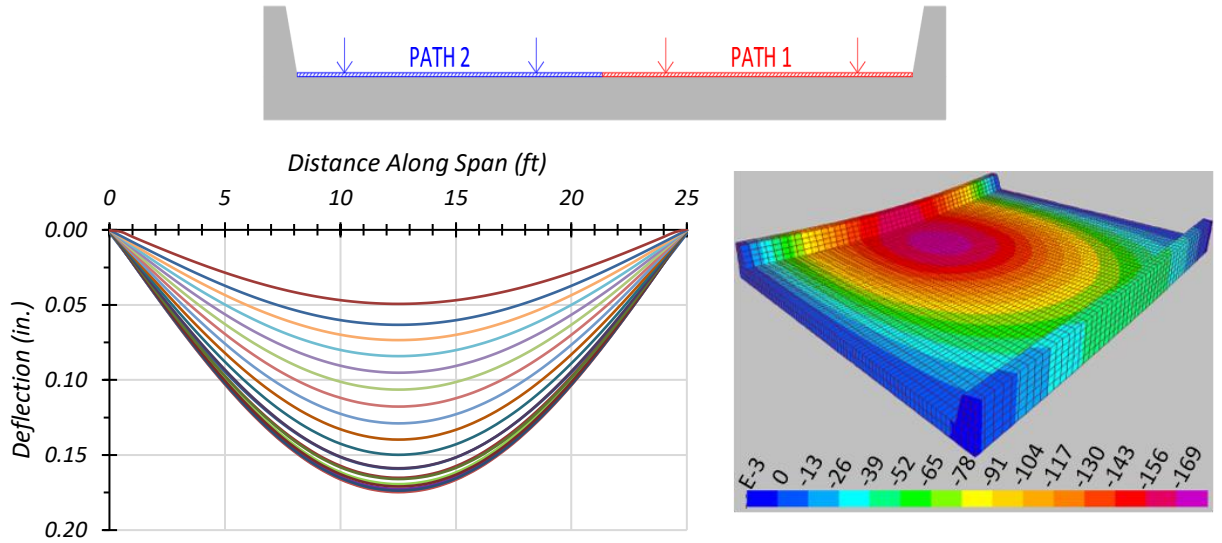 PATH 2 PATH 1
Distance Along Span (ft)
0 5 10 15 20 25
0.00
0.05
0.10
0.15
0.20
Deflection (in.)
E-3 0 -13 -26 -39 -52 -65 -78 -91 -104 -117 -130 -143 -156 -169